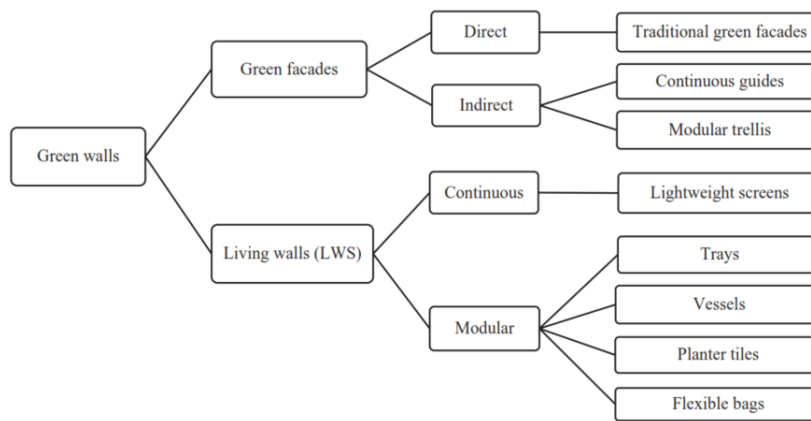 Green walls
Green facades
Direct
Traditional green facades
Indirect
Continuous guides
Modular trellis
Living walls (LWS)
Continuous
Lightweight screens
Modular
Trays
Vessels
Planter tiles
Flexible bags